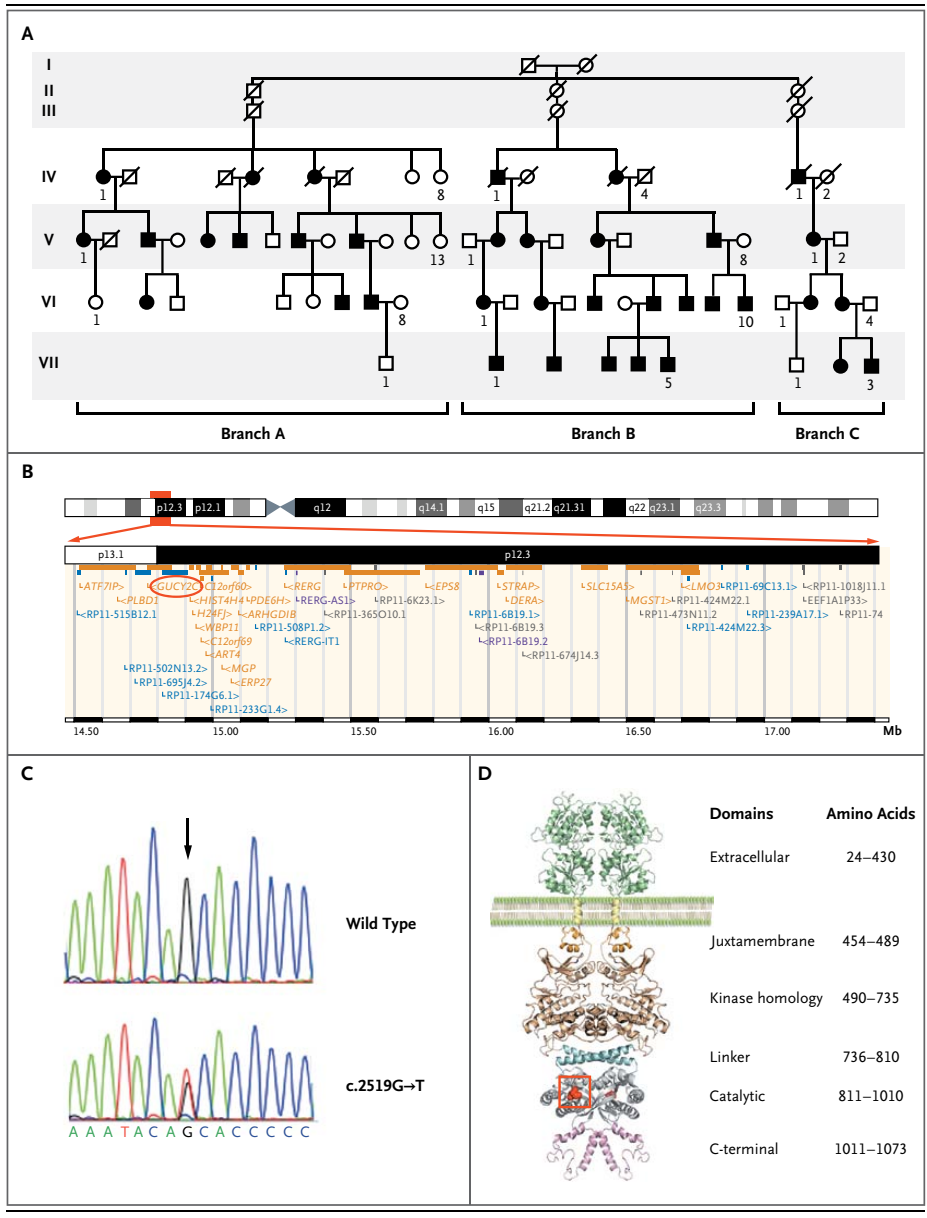 A
I
II
III
IV
1
8
1
4
1
2
V
1
13
1
8
1
2
VI
1
8
1
10
1
4
VII
1
1
5
1
3
Branch A
Branch B
Branch C
B
p12.3
p12.1
q12
q14.1
q15
q21.2
q21.31
q22
q23.1
q23.3
p13.1
p12.3
ATF7IP>
<GUCY2C
C12orf60>
<RERG
PTPRO>
<EPS8
STRAP>
SLC15A5>
<LMO3
RP11-69C13.1>
<RP11-1018J11.1
<PLBD1
<HIST4H4
PDE6H>
RERG-AS1>
RP11-6K23.1>
DERA>
MGST1>
RP11-424M22.1
EEF1A1P33>
<RP11-515B12.1
H2AFJ>
<ARHGDIB
<RP11-365O10.1
<RP11-6B19.1>
RP11-473N11.2
RP11-239A17.1>
RP11-74
<WBP11
RP11-508P1.2>
<RP11-6B19.3
RP11-424M22.3>
<C12orf69
<RERG-IT1
<RP11-6B19.2
<ART4
<RP11-674J14.3
RP11-502N13.2>
<MGP
RP11-695J4.2>
<ERP27
RP11-174G6.1>
RP11-233G1.4>
14.50
15.00
15.50
16.00
16.50
17.00
Mb
C
Wild Type
c.2519G→T
A A A T A C A G C A C C C C C
D
Domains Amino Acids
Extracellular 24–430
Juxtamembrane 454–489
Kinase homology 490–735
Linker 736–810
Catalytic 811–1010
C-terminal 1011–1073